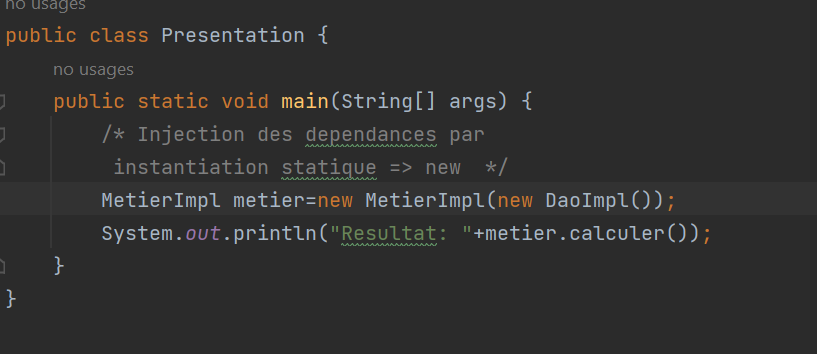 no usages
public class Presentation {
no usages
public static void main(String[] args) {
/* Injection des dependances par
instantiation statique => new  */
MetierImpl metier=new MetierImpl(new DaoImpl());
System.out.println("Resultat: "+metier.calculer());
}
}